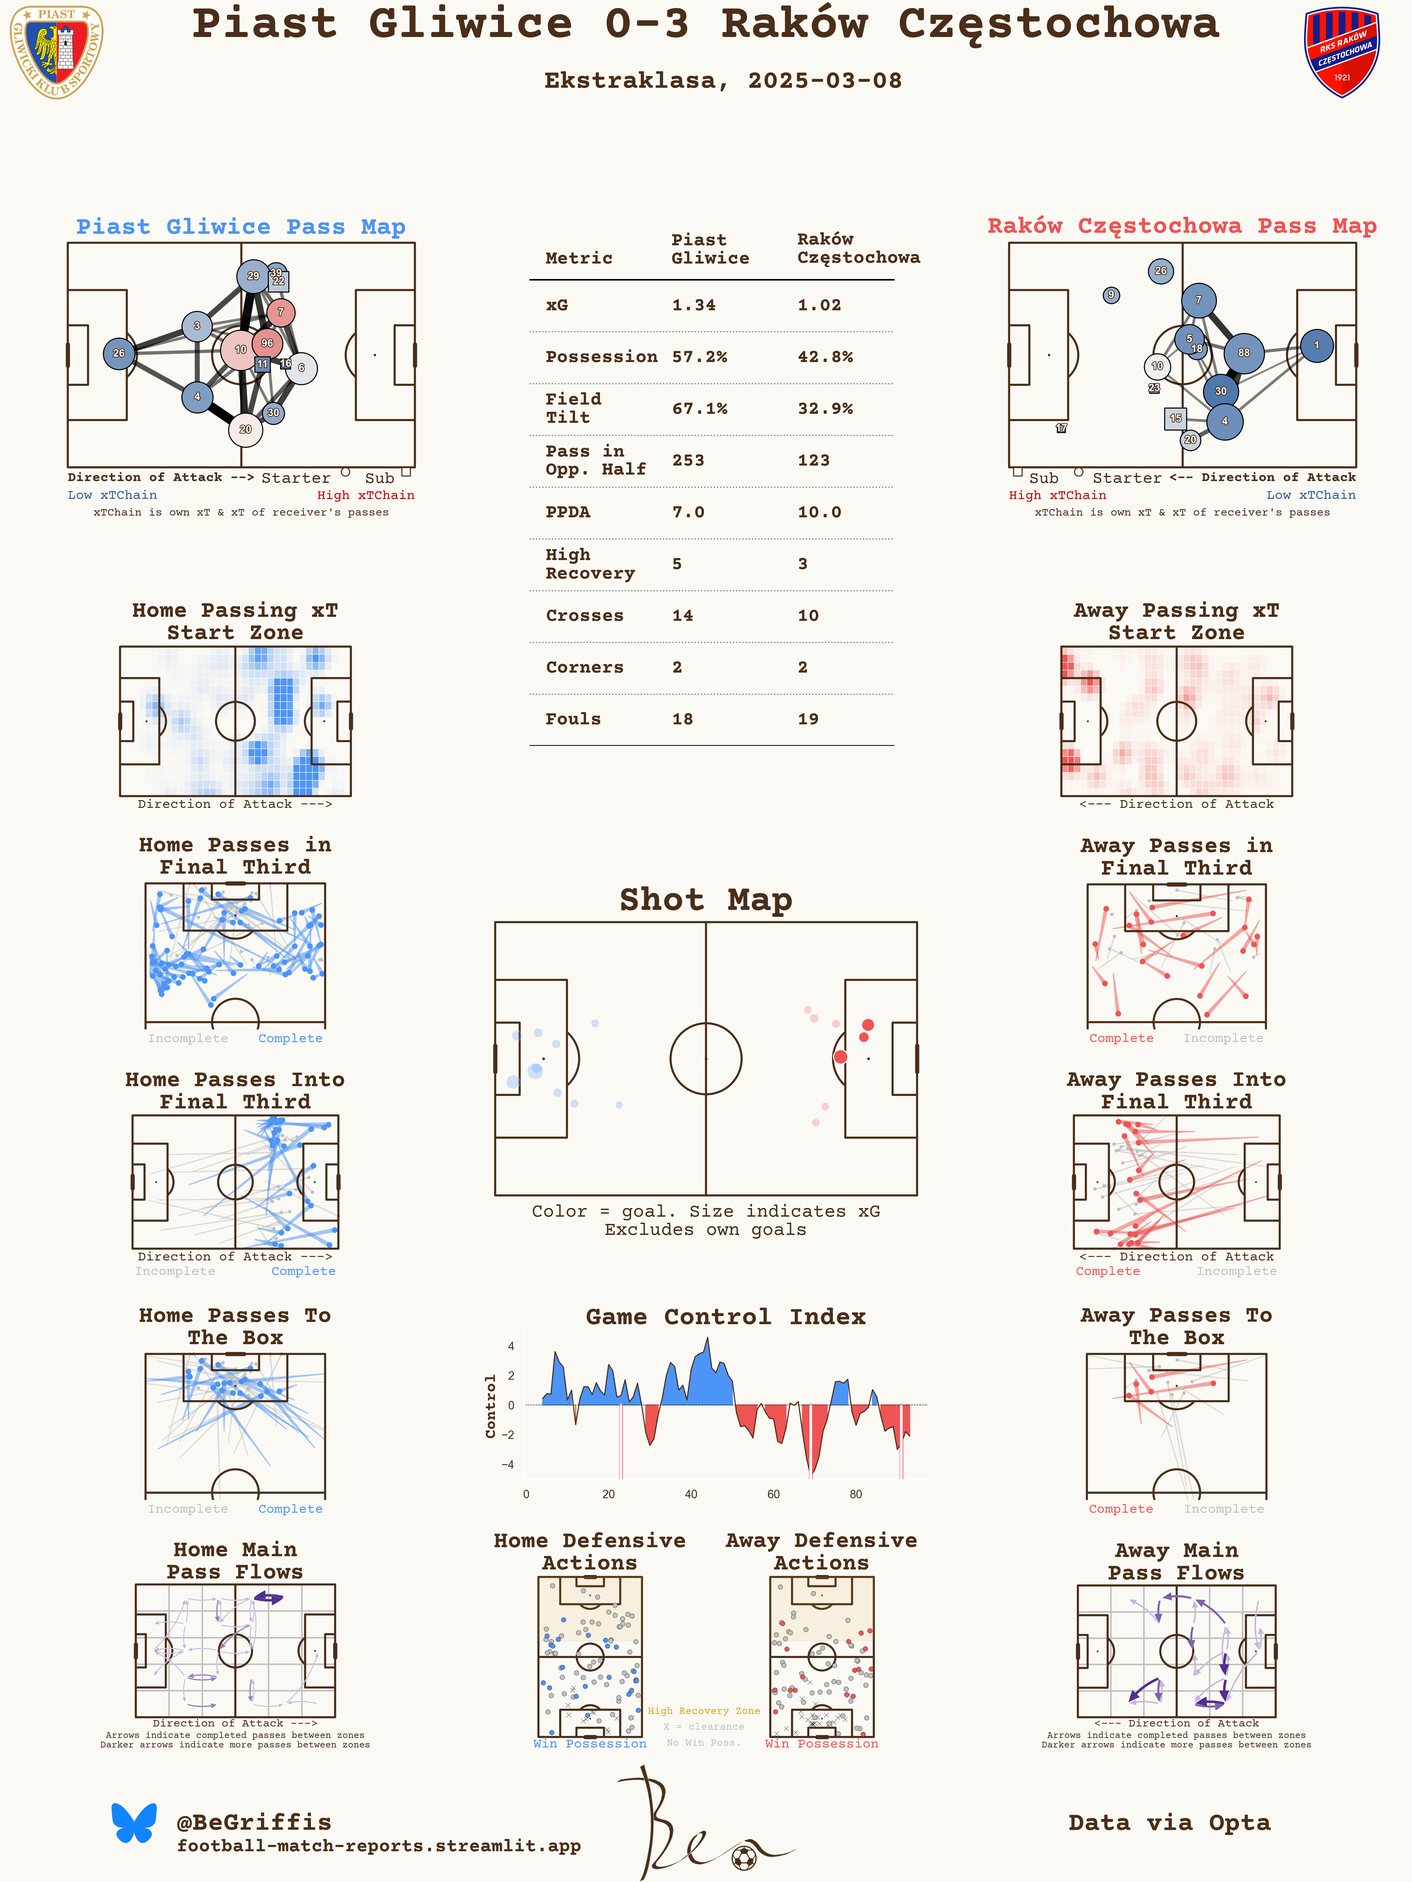 Piast Gliwice 0-3 Raków Częstochowa
Ekstraklasa, 2025-03-08
PIAST
GLIWICKI KLUB SPORTOWY
RKS RAKÓW
CZĘSTOCHOWA
1921
Piast Gliwice Pass Map
29
39
22
7
3
10
96
26
11
16
6
4
30
20
Direction of Attack --> Starter Sub
Low xTChain High xTChain
xTChain is own xT & xT of receiver's passes
Metric Piast Gliwice Raków Częstochowa
xG 1.34 1.02
Possession 57.2% 42.8%
Field Tilt 67.1% 32.9%
Pass in Opp. Half 253 123
PPDA 7.0 10.0
High Recovery 5 3
Crosses 14 10
Corners 2 2
Fouls 18 19
Raków Częstochowa Pass Map
26
9
7
5
18
88
1
10
23
30
15
4
17
20
Sub Starter <-- Direction of Attack
High xTChain Low xTChain
xTChain is own xT & xT of receiver's passes
Home Passing xT
Start Zone
Direction of Attack --->
Away Passing xT
Start Zone
<--- Direction of Attack
Home Passes in
Final Third
Incomplete Complete
Away Passes in
Final Third
Complete Incomplete
Shot Map
Color = goal. Size indicates xG
Excludes own goals
Home Passes Into
Final Third
Direction of Attack --->
Incomplete Complete
Away Passes Into
Final Third
<--- Direction of Attack
Complete Incomplete
Home Passes To
The Box
Incomplete Complete
Game Control Index
Control
4
2
0
−2
−4
0 20 40 60 80
Away Passes To
The Box
Complete Incomplete
Home Main
Pass Flows
Direction of Attack --->
Arrows indicate completed passes between zones
Darker arrows indicate more passes between zones
Home Defensive
Actions
Win Possession
High Recovery Zone
X = clearance
No Win Poss.
Away Defensive
Actions
Win Possession
Away Main
Pass Flows
<--- Direction of Attack
Arrows indicate completed passes between zones
Darker arrows indicate more passes between zones
@BeGriffis
football-match-reports.streamlit.app
Ben
Data via Opta